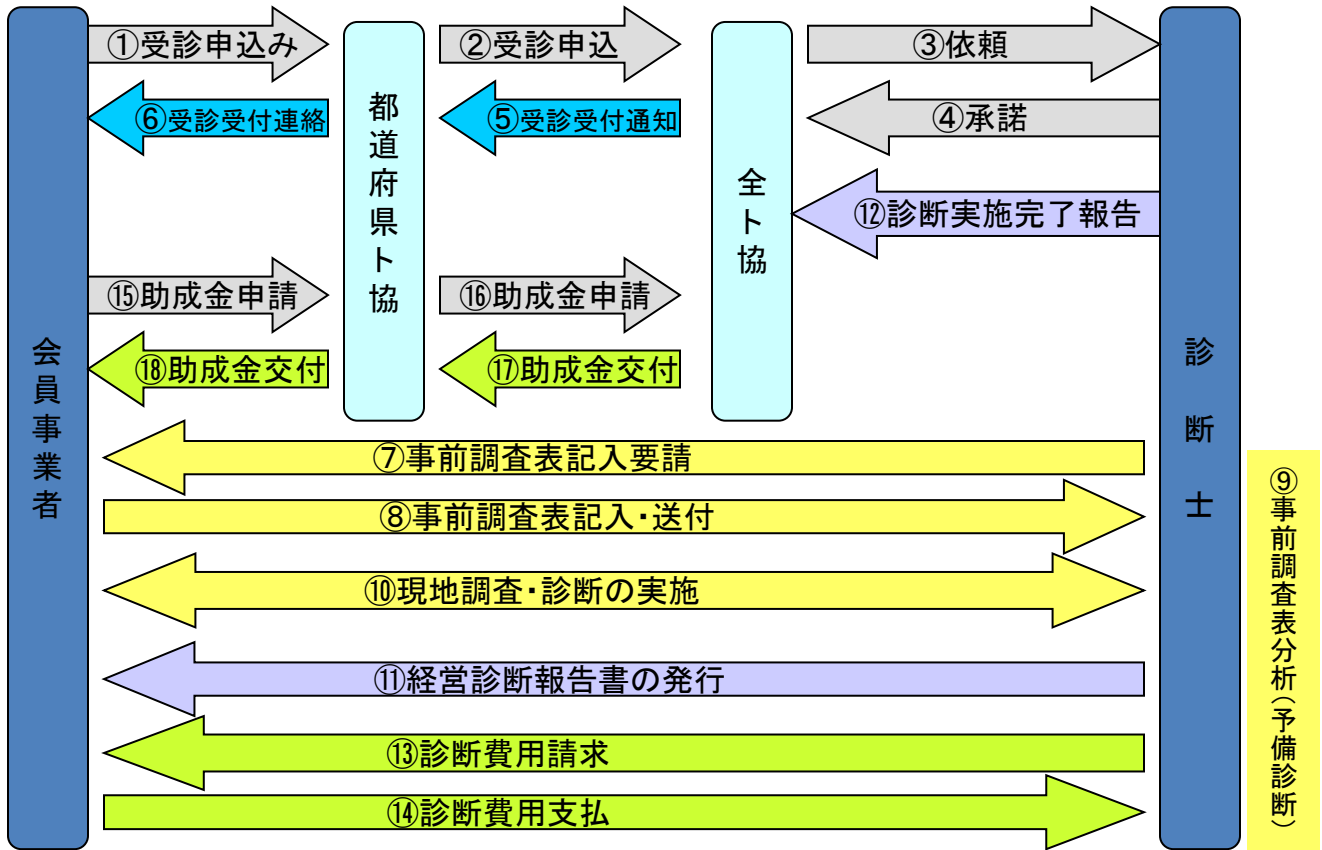 ①受診申込み
②受診申込
③依頼
⑥受診受付連絡
⑤受診受付通知
④承諾
⑫診断実施完了報告
⑮助成金申請
⑯助成金申請
⑱助成金交付
⑰助成金交付
会員事業者
都道府県ト協
全ト協
診断士
⑦事前調査表記入要請
⑧事前調査表記入・送付
⑨事前調査表分析(予備診断)
⑩現地調査・診断の実施
⑪経営診断報告書の発行
⑬診断費用請求
⑭診断費用支払